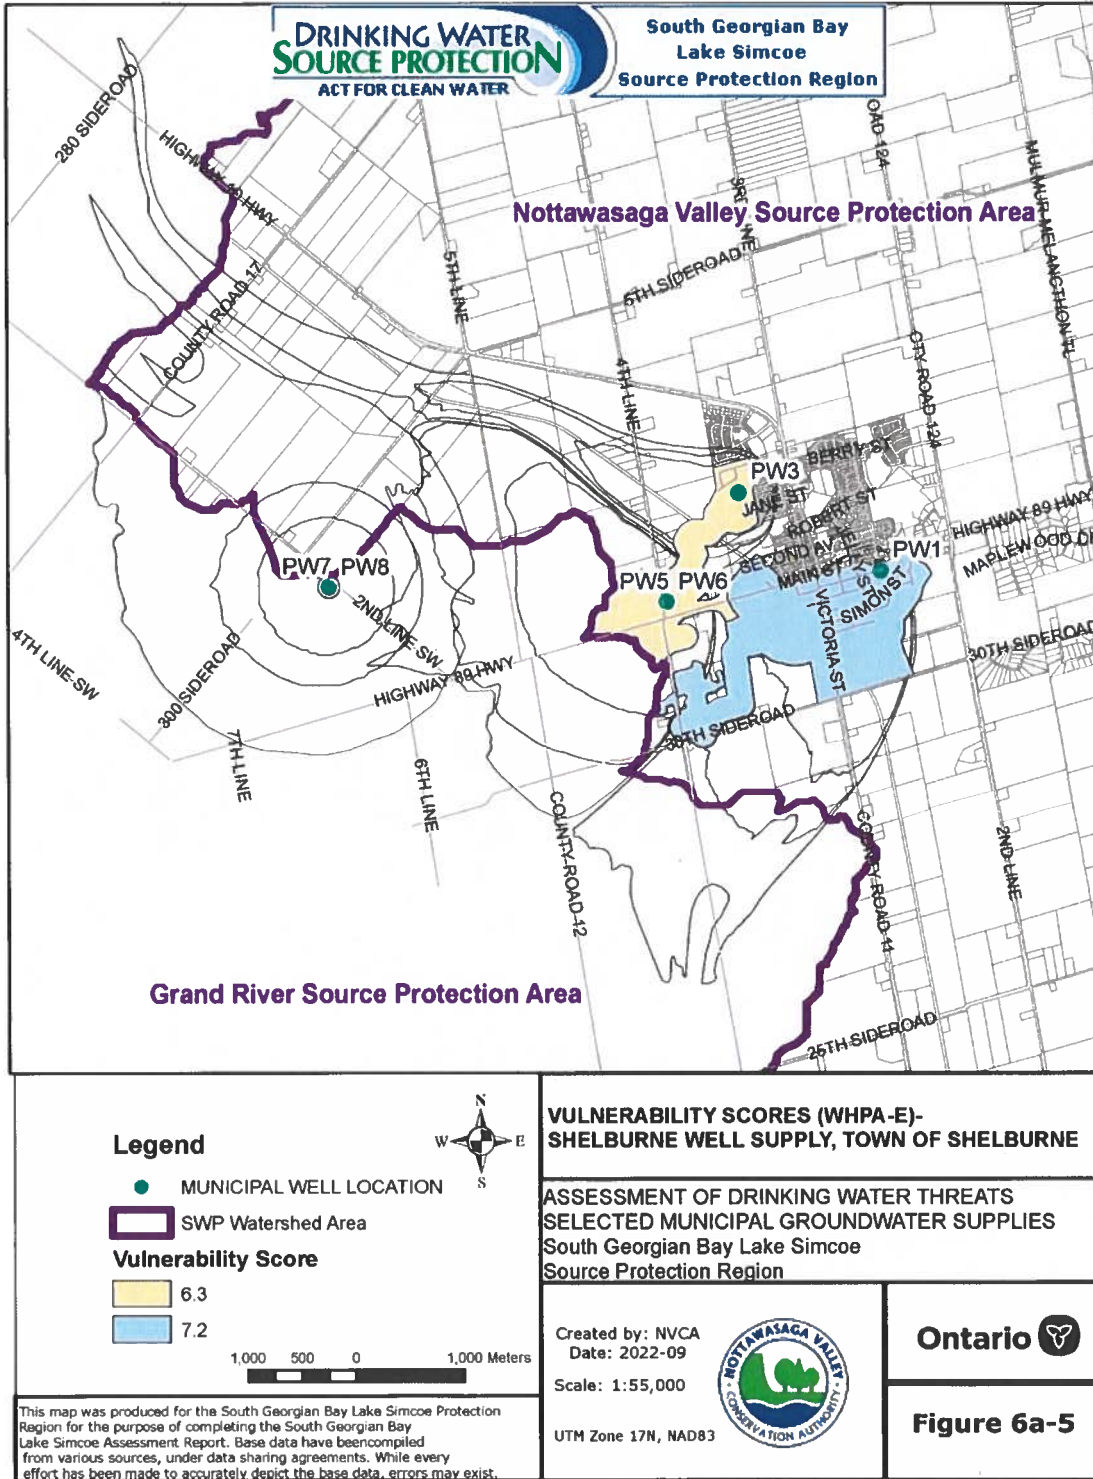 DRINKING WATER
SOURCE PROTECTION
ACT FOR CLEAN WATER
South Georgian Bay
Lake Simcoe
Source Protection Region
280 SIDEROAD
HIGHWAY 10 HWY
COUNTY ROAD 17
5TH LINE
Nottawasaga Valley Source Protection Area
5TH SIDEROAD
OAD 124
MULMUR-MELANCTHON TL
4TH LINE
CTY ROAD 124
BERRY ST
PW3
JANE ST
ROBERT ST
SECOND AV
MAIN ST
PW1
HIGHWAY 89 HWY
MAPLEWOOD
SIMON ST
VICTORIA ST
30TH SIDEROAD
PW5
PW6
PW7
PW8
2ND LINE SW
4TH LINE SW
300 SIDEROAD
HIGHWAY 89 HWY
7TH LINE
6TH LINE
30TH SIDEROAD
COUNTY ROAD 12
COUNTY ROAD 11
2ND LINE
Grand River Source Protection Area
25TH SIDEROAD
Legend
MUNICIPAL WELL LOCATION
SWP Watershed Area
Vulnerability Score
6.3
7.2
N
W
E
S
1,000 500 0 1,000 Meters
VULNERABILITY SCORES (WHPA-E)-
SHELBURNE WELL SUPPLY, TOWN OF SHELBURNE
ASSESSMENT OF DRINKING WATER THREATS
SELECTED MUNICIPAL GROUNDWATER SUPPLIES
South Georgian Bay Lake Simcoe
Source Protection Region
Created by: NVCA
Date: 2022-09
Scale: 1:55,000
UTM Zone 17N, NAD83
NOTTAWASAGA VALLEY
CONSERVATION AUTHORITY
Ontario
Figure 6a-5
This map was produced for the South Georgian Bay Lake Simcoe Protection
Region for the purpose of completing the South Georgian Bay
Lake Simcoe Assessment Report. Base data have beencompiled
from various sources, under data sharing agreements. While every
effort has been made to accurately depict the base data, errors may exist.